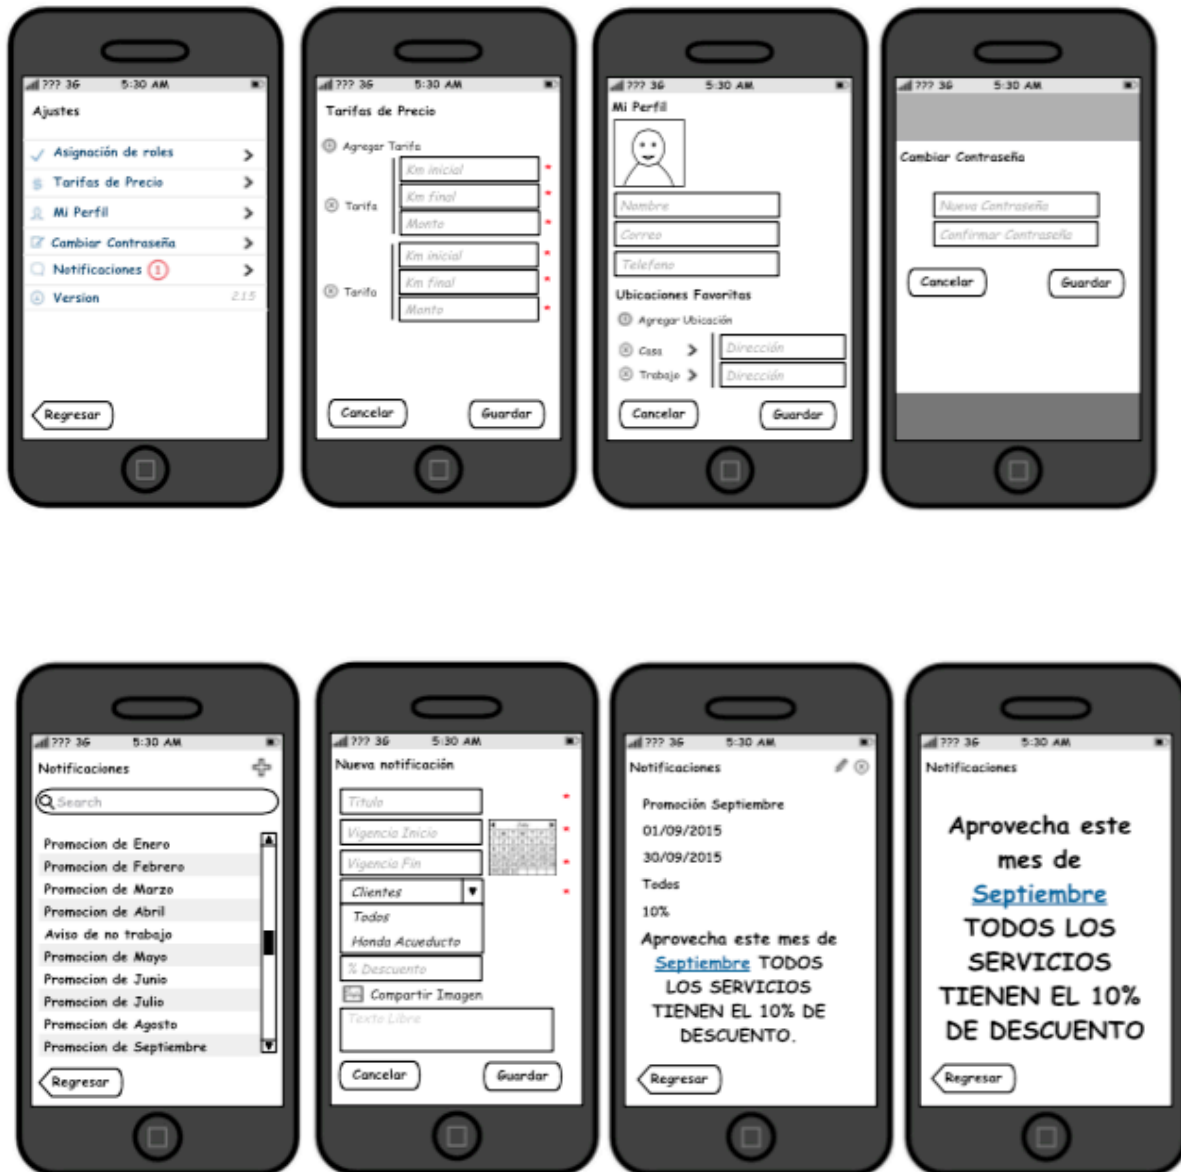 ??? 3G 5:30 AM
Ajustes
Asignación de roles
Tarifas de Precio
Mi Perfil
Cambiar Contraseña
Notificaciones 1
Version 2.1.5
Regresar
??? 3G 5:30 AM
Tarifas de Precio
Agregar Tarifa
Km inicial *
Tarifa Km final *
Monto *
Km inicial *
Tarifa Km final *
Monto *
Cancelar Guardar
??? 3G 5:30 AM
Mi Perfil
Nombre
Correo
Telefono
Ubicaciones Favoritas
Agregar Ubicación
Casa Dirección
Trabajo Dirección
Cancelar Guardar
??? 3G 5:30 AM
Cambiar Contraseña
Nueva Contraseña
Confirmar Contraseña
Cancelar Guardar
??? 3G 5:30 AM
Notificaciones
Search
Promocion de Enero
Promocion de Febrero
Promocion de Marzo
Promocion de Abril
Aviso de no trabajo
Promocion de Mayo
Promocion de Junio
Promocion de Julio
Promocion de Agosto
Promocion de Septiembre
Regresar
??? 3G 5:30 AM
Nueva notificación
Titulo *
Vigencia Inicio *
Vigencia Fin *
Clientes *
Todos
Honda Acueducto
% Descuento
Compartir Imagen
Texto Libre
Cancelar Guardar
??? 3G 5:30 AM
Notificaciones
Promoción Septiembre
01/09/2015
30/09/2015
Todos
10%
Aprovecha este mes de
Septiembre TODOS
LOS SERVICIOS
TIENEN EL 10% DE
DESCUENTO.
Regresar
??? 3G 5:30 AM
Notificaciones
Aprovecha este
mes de
Septiembre
TODOS LOS
SERVICIOS
TIENEN EL 10%
DE DESCUENTO
Regresar